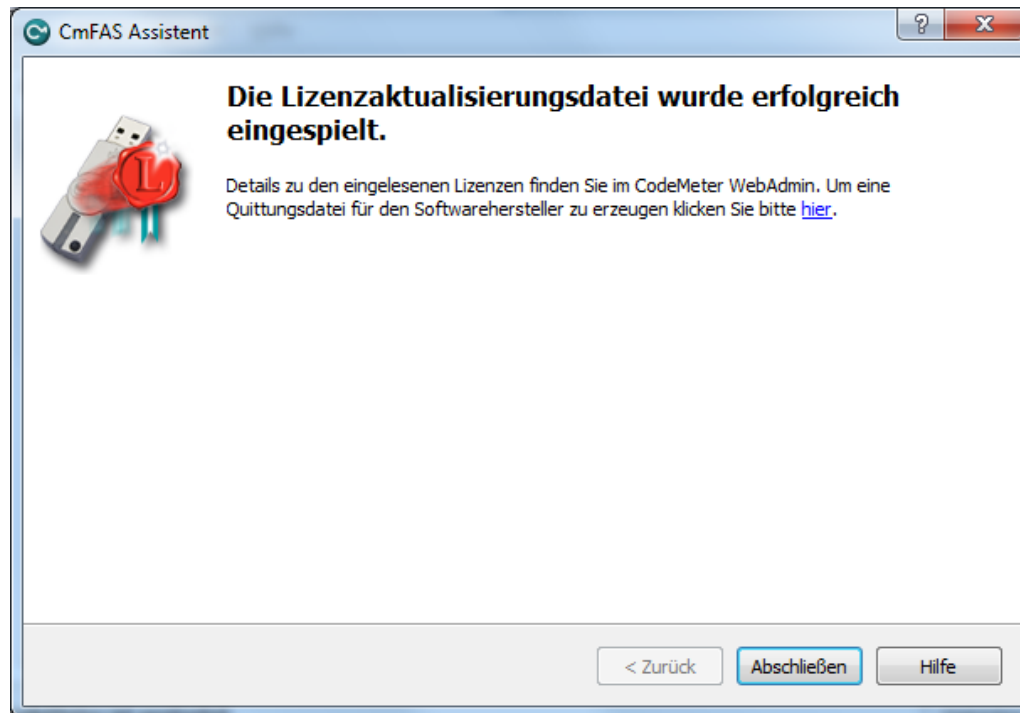 CmFAS Assistent
?
X
Die Lizenzaktualisierungsdatei wurde erfolgreich
eingespielt.
L
Details zu den eingelesenen Lizenzen finden Sie im CodeMeter WebAdmin. Um eine
Quittungsdatei für den Softwarehersteller zu erzeugen klicken Sie bitte hier.
< Zurück
Abschließen
Hilfe